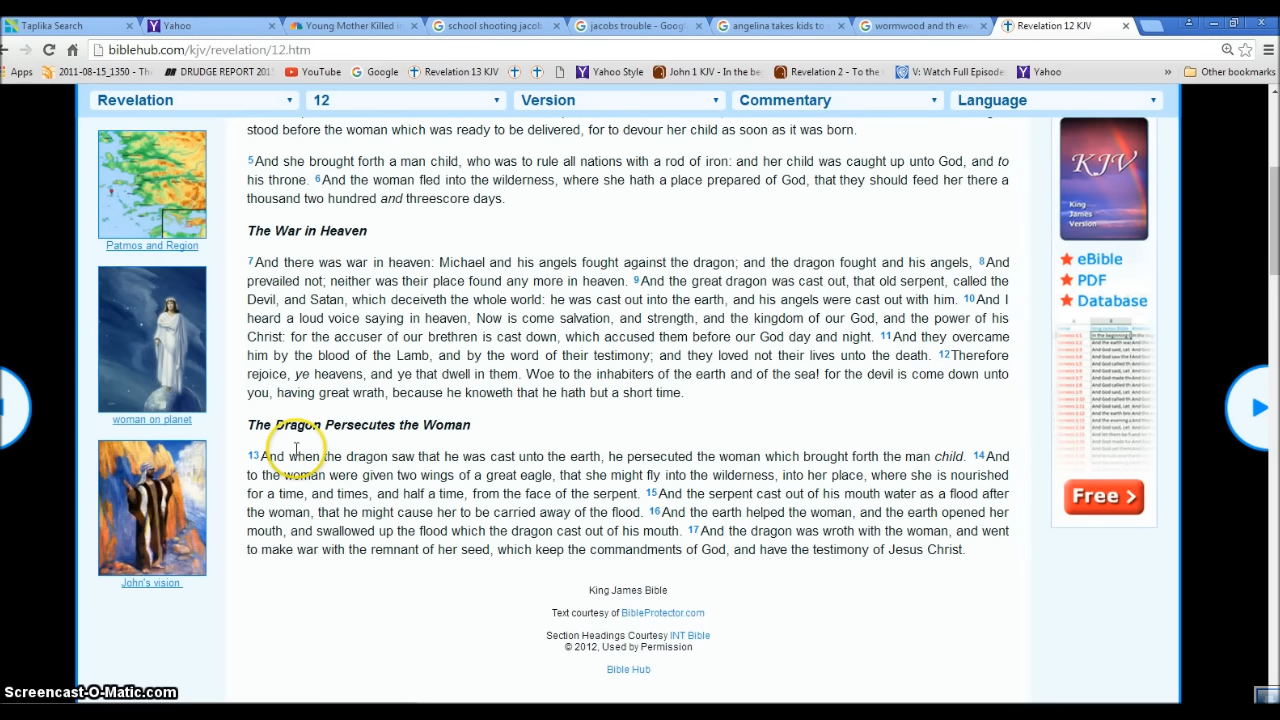 Taplika Search
Yahoo
Young Mother Killed i
school shooting jacob
jacobs trouble - Googl
angelina takes kids to
wormwood and th ew
Revelation 12 KJV
biblehub.com/kjv/revelation/12.htm
Apps
2011-08-15_1350 - Th
DRUDGE REPORT 201
YouTube
Google
Revelation 13 KJV
Yahoo Style
John 1 KJV - In the be
Revelation 2 - To the
V: Watch Full Episode
Yahoo
»
Other bookmarks
Revelation
12
Version
Commentary
Language
stood before the woman which was ready to be delivered, for to devour her child as soon as it was born.
5And she brought forth a man child, who was to rule all nations with a rod of iron: and her child was caught up unto God, and to
his throne. 6And the woman fled into the wilderness, where she hath a place prepared of God, that they should feed her there a
thousand two hundred and threescore days.
The War in Heaven
7And there was war in heaven: Michael and his angels fought against the dragon; and the dragon fought and his angels, 8And
prevailed not; neither was their place found any more in heaven. 9And the great dragon was cast out, that old serpent, called the
Devil, and Satan, which deceiveth the whole world: he was cast out into the earth, and his angels were cast out with him. 10And I
heard a loud voice saying in heaven, Now is come salvation, and strength, and the kingdom of our God, and the power of his
Christ: for the accuser of our brethren is cast down, which accused them before our God day and night. 11And they overcame
him by the blood of the Lamb, and by the word of their testimony; and they loved not their lives unto the death. 12Therefore
rejoice, ye heavens, and ye that dwell in them. Woe to the inhabiters of the earth and of the sea! for the devil is come down unto
you, having great wrath, because he knoweth that he hath but a short time.
The Dragon Persecutes the Woman
13And when the dragon saw that he was cast unto the earth, he persecuted the woman which brought forth the man child. 14And
to the woman were given two wings of a great eagle, that she might fly into the wilderness, into her place, where she is nourished
for a time, and times, and half a time, from the face of the serpent. 15And the serpent cast out of his mouth water as a flood after
the woman, that he might cause her to be carried away of the flood. 16And the earth helped the woman, and the earth opened her
mouth, and swallowed up the flood which the dragon cast out of his mouth. 17And the dragon was wroth with the woman, and went
to make war with the remnant of her seed, which keep the commandments of God, and have the testimony of Jesus Christ.
King James Bible
Text courtesy of BibleProtector.com
Section Headings Courtesy INT Bible
© 2012, Used by Permission
Bible Hub
Patmos and Region
woman on planet
John's vision
KJV
King
James
Version
eBible
PDF
Database
Free >
Screencast-O-Matic.com